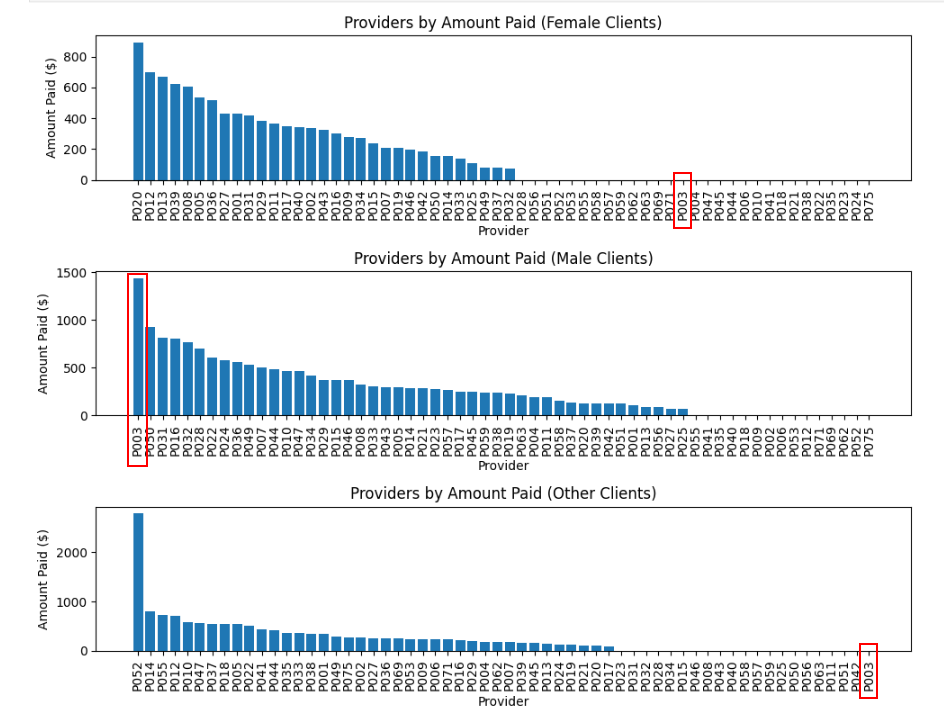 Providers by Amount Paid (Female Clients)
Amount Paid ($)
800
600
400
200
0
P020 P012 P013 P039 P008 P005 P036 P027 P001 P031 P029 P011 P017 P040 P002 P043 P016 P009 P034 P015 P007 P019 P046 P042 P050 P014 P033 P025 P049 P037 P032 P028 P056 P051 P052 P053 P055 P058 P057 P059 P062 P063 P069 P071 P003 P004 P047 P045 P044 P006 P010 P041 P018 P021 P038 P022 P035 P023 P024 P075
Provider
Providers by Amount Paid (Male Clients)
Amount Paid ($)
1500
1000
500
0
P003 P050 P031 P016 P032 P028 P022 P024 P036 P049 P007 P044 P010 P047 P034 P029 P015 P046 P008 P033 P043 P005 P014 P021 P023 P057 P017 P045 P059 P038 P019 P063 P004 P011 P058 P037 P020 P039 P042 P051 P001 P013 P056 P027 P025 P055 P041 P035 P040 P018 P009 P002 P006 P053 P012 P071 P069 P062 P052 P075
Provider
Providers by Amount Paid (Other Clients)
Amount Paid ($)
2000
1000
0
P052 P014 P055 P012 P010 P047 P037 P018 P005 P022 P041 P044 P035 P033 P038 P001 P049 P075 P002 P027 P036 P069 P053 P009 P006 P071 P016 P029 P004 P062 P007 P039 P045 P013 P024 P019 P021 P020 P017 P023 P031 P032 P028 P034 P015 P046 P008 P043 P040 P058 P057 P059 P025 P050 P056 P063 P011 P051 P042 P003
Provider